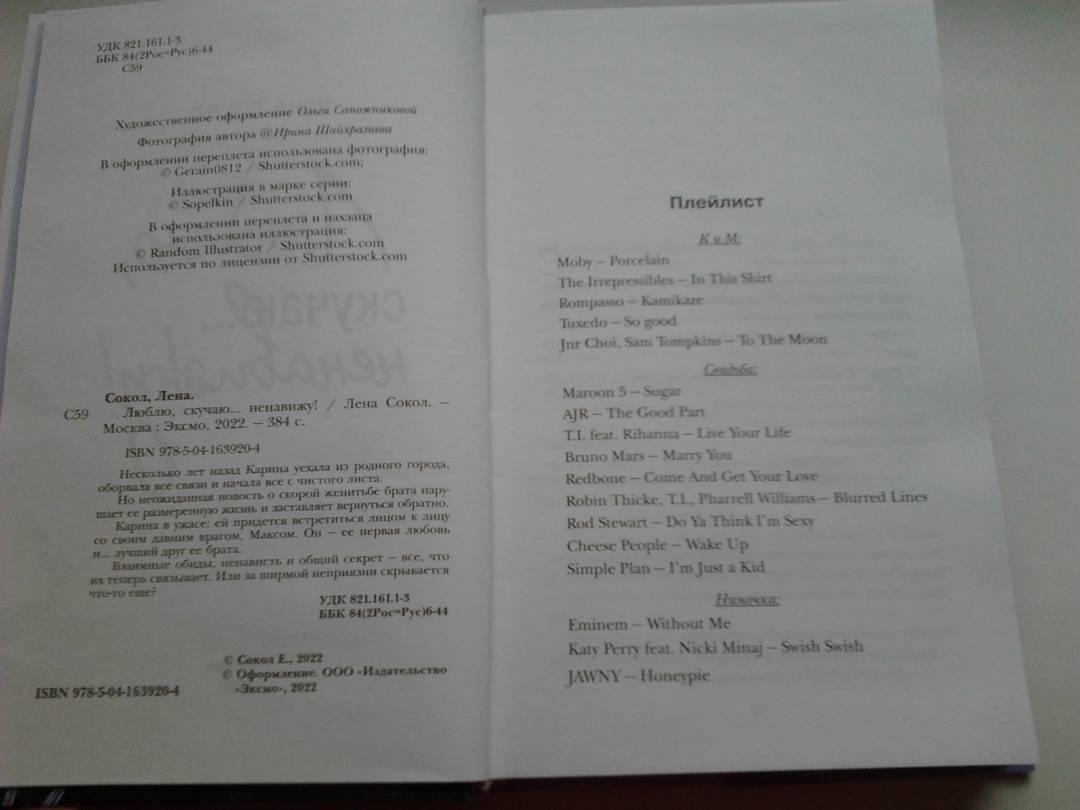 УДК 821.161.1-3
ББК 84(2Рос=Рус)6-44
С59
Художественное оформление Ольги Сапожниковой
Фотография автора @Ирина Шайхразиева
В оформлении переплета использована фотография:
© Gerain0812 / Shutterstock.com;
Иллюстрация в марке серии:
© Sopelkin / Shutterstock.com
В оформлении переплета и нахзаца
использована иллюстрация:
© Random Illustrator / Shutterstock.com
Используется по лицензии от Shutterstock.com
скучаю...
ненавижу!
Сокол, Лена.
С59 Люблю, скучаю... ненавижу! / Лена Сокол. —
Москва : Эксмо, 2022. — 384 с.
ISBN 978-5-04-163920-4
Несколько лет назад Карина уехала из родного города,
оборвала все связи и начала все с чистого листа.
Но неожиданная новость о скорой женитьбе брата нару-
шает ее размеренную жизнь и заставляет вернуться обратно.
Карина в ужасе: ей придется встретиться лицом к лицу
со своим давним врагом, Максом. Он — ее первая любовь
и... лучший друг ее брата.
Взаимные обиды, ненависть и общий секрет — все, что
их теперь связывает. Или за ширмой неприязни скрывается
что-то еще?
УДК 821.161.1-3
ББК 84(2Рос=Рус)6-44
© Сокол Е., 2022
© Оформление. ООО «Издательство
«Эксмо», 2022
ISBN 978-5-04-163920-4
Плейлист
К и М:
Moby – Porcelain
The Irrepressibles – In This Shirt
Rompasso – Kamikaze
Tuxedo – So good
Jnr Choi, Sam Tompkins – To The Moon
Свадьба:
Maroon 5 – Sugar
AJR – The Good Part
T.I. feat. Rihanna – Live Your Life
Bruno Mars – Marry You
Redbone – Come And Get Your Love
Robin Thicke, T.I., Pharrell Williams – Blurred Lines
Rod Stewart – Do Ya Think I'm Sexy
Cheese People – Wake Up
Simple Plan – I'm Just a Kid
Ниночка:
Eminem – Without Me
Katy Perry feat. Nicki Minaj – Swish Swish
JAWNY – Honeypie